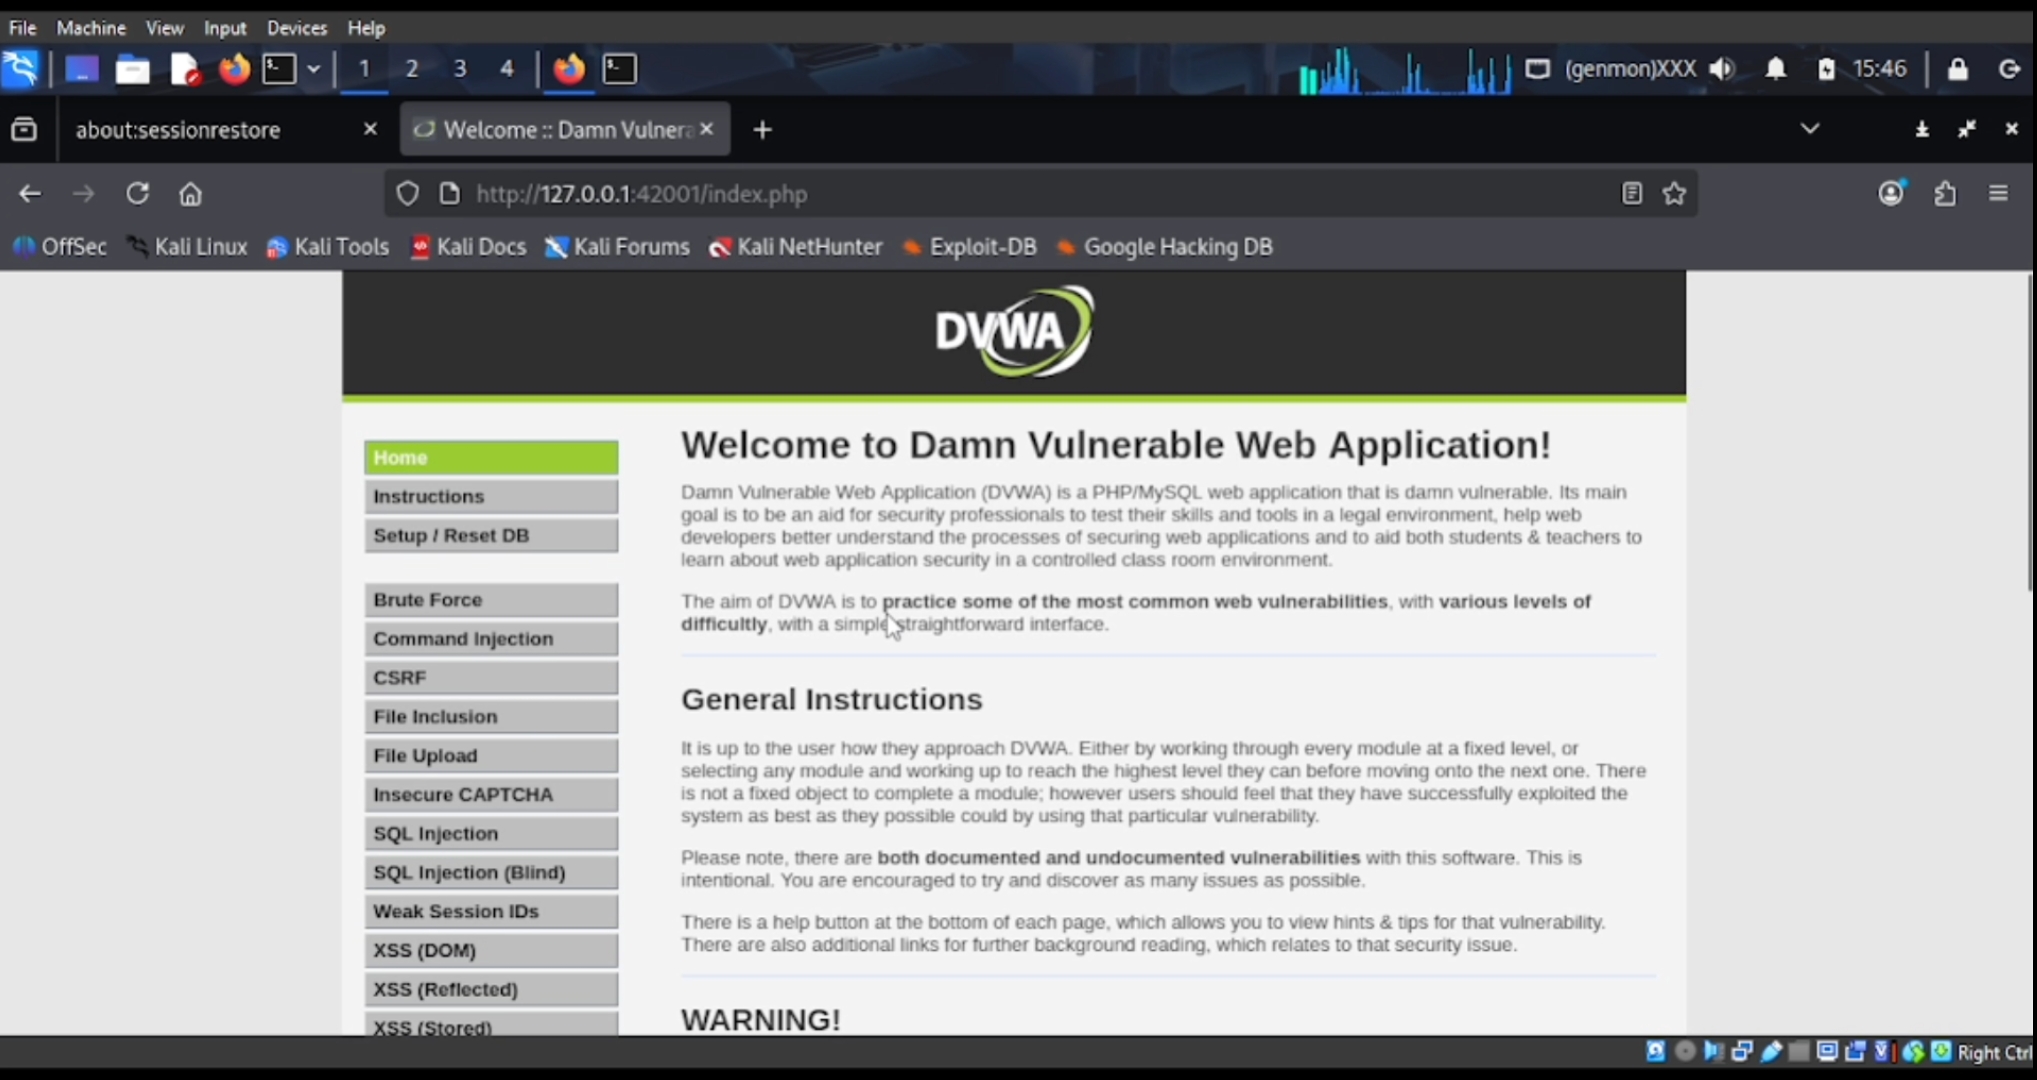 File Machine View Input Devices Help
1 2 3 4 (genmon)XXX 15:46
about:sessionrestore Welcome :: Damn Vulnera
http://127.0.0.1:42001/index.php
OffSec Kali Linux Kali Tools Kali Docs Kali Forums Kali NetHunter Exploit-DB Google Hacking DB
DVWA
Home
Instructions
Setup / Reset DB
Brute Force
Command Injection
CSRF
File Inclusion
File Upload
Insecure CAPTCHA
SQL Injection
SQL Injection (Blind)
Weak Session IDs
XSS (DOM)
XSS (Reflected)
XSS (Stored)
Welcome to Damn Vulnerable Web Application!
Damn Vulnerable Web Application (DVWA) is a PHP/MySQL web application that is damn vulnerable. Its main
goal is to be an aid for security professionals to test their skills and tools in a legal environment, help web
developers better understand the processes of securing web applications and to aid both students & teachers to
learn about web application security in a controlled class room environment.
The aim of DVWA is to practice some of the most common web vulnerabilities, with various levels of
difficultly, with a simple straightforward interface.
General Instructions
It is up to the user how they approach DVWA. Either by working through every module at a fixed level, or
selecting any module and working up to reach the highest level they can before moving onto the next one. There
is not a fixed object to complete a module; however users should feel that they have successfully exploited the
system as best as they possible could by using that particular vulnerability.
Please note, there are both documented and undocumented vulnerabilities with this software. This is
intentional. You are encouraged to try and discover as many issues as possible.
There is a help button at the bottom of each page, which allows you to view hints & tips for that vulnerability.
There are also additional links for further background reading, which relates to that security issue.
WARNING!
Right Ctrl